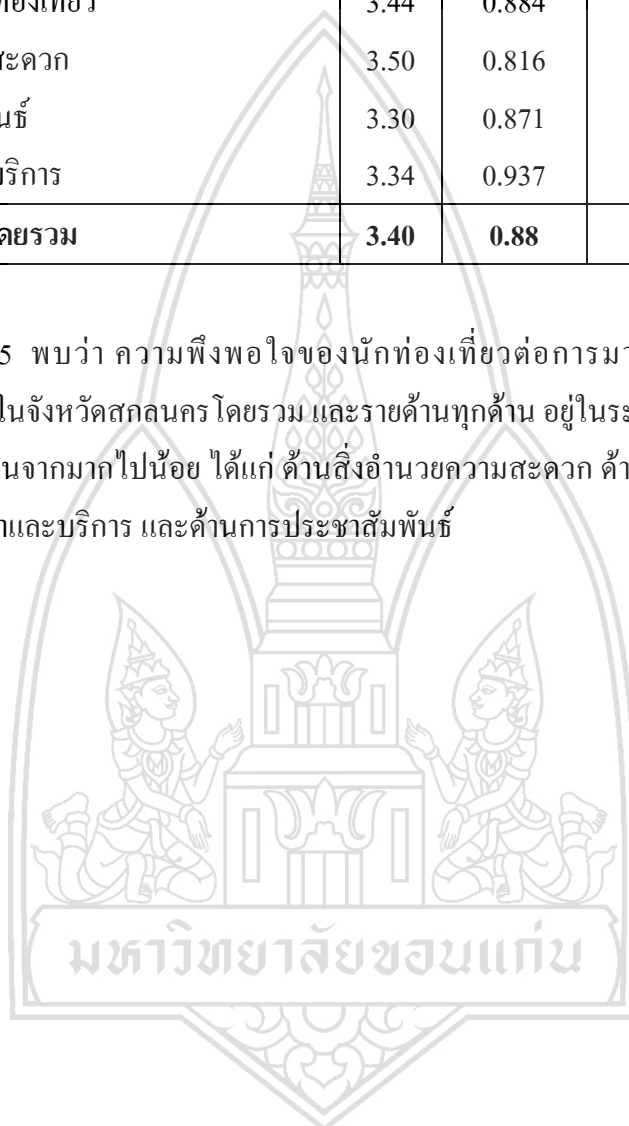 ท่องเที่ยว 3.44 0.884
สะดวก 3.50 0.816
นธ์ 3.30 0.871
บริการ 3.34 0.937
ดยรวม 3.40 0.88
5 พบว่า ความพึงพอใจของนักท่องเที่ยวต่อการมา
ในจังหวัดสกลนครโดยรวม และรายด้านทุกด้าน อยู่ในระ
นจากมากไปน้อย ได้แก่ ด้านสิ่งอำนวยความสะดวก ด้า
และบริการ และด้านการประชาสัมพันธ์
มหาวิทยาลัยขอนแก่น